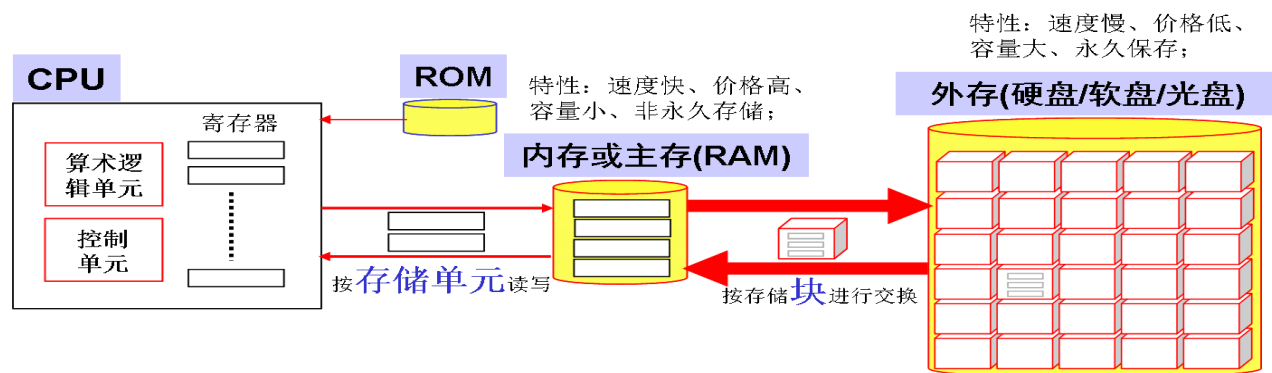 CPU
寄存器
算术逻
辑单元
控制
单元
ROM
特性：速度快、价格高、
容量小、非永久存储；
内存或主存(RAM)
按存储单元读写
特性：速度慢、价格低、
容量大、永久保存；
外存(硬盘/软盘/光盘)
按存储块进行交换